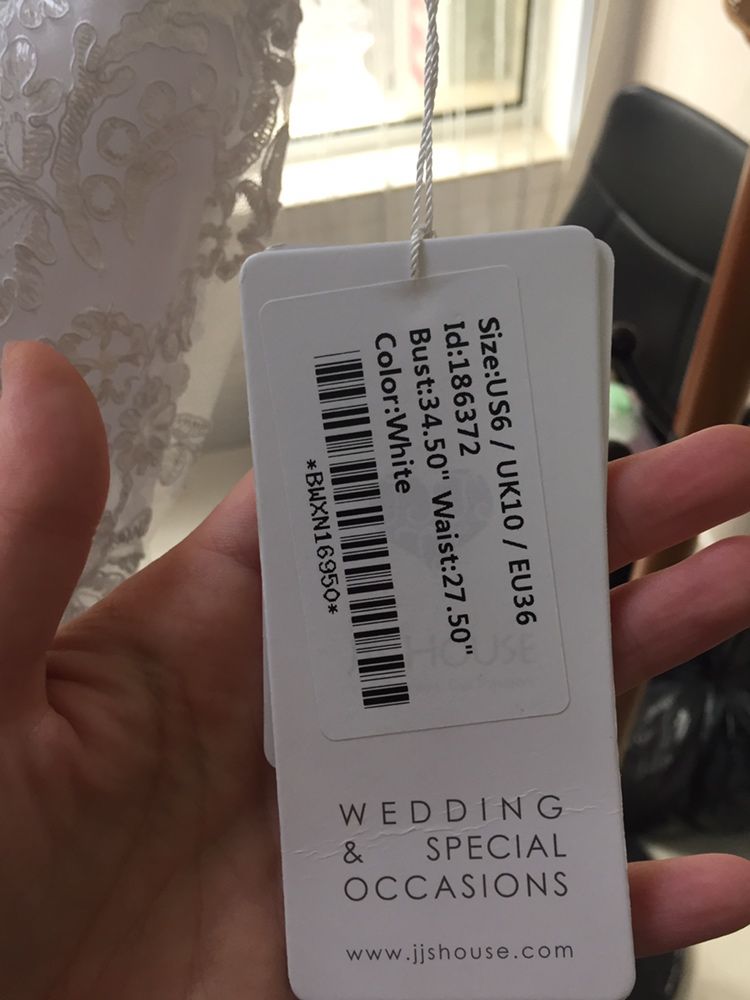 Size:US6 / UK10 / EU36
Id:186372
Bust:34.50" Waist:27.50"
Color:White
*BWXN16950*
HOUSE
WEDDING
& SPECIAL
OCCASIONS
www.jjshouse.com